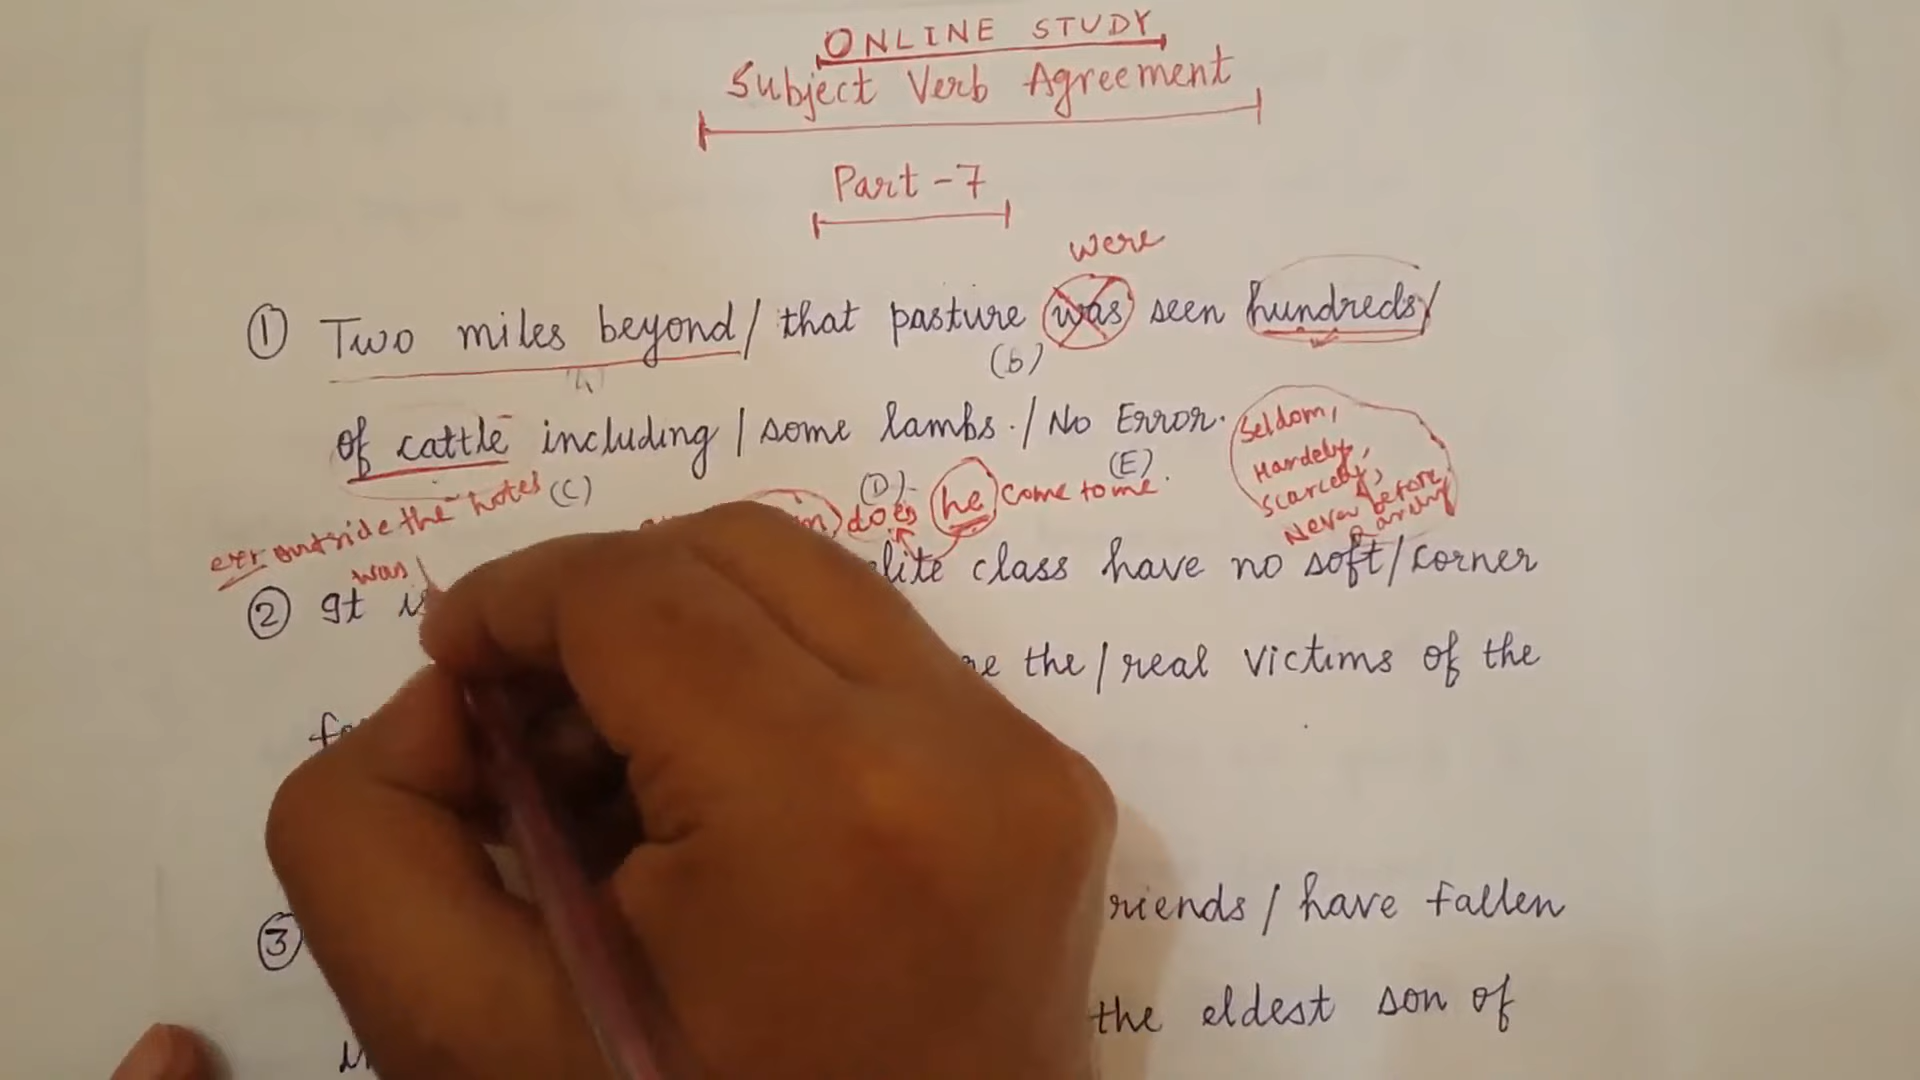 ONLINE STUDY
Subject Verb Agreement
Part-7
were
① Two miles beyond/ that pasture was seen hundreds/
(b)
of cattle including / some lambs. / No Error.
Seldom,
Hardely,
Scarcely,
Never before
(C)
(D)
(E)
does he come to me.
err outside the hotes
was
② It is elite class have no soft/corner
the / real victims of the
③ riends / have fallen
the eldest son of